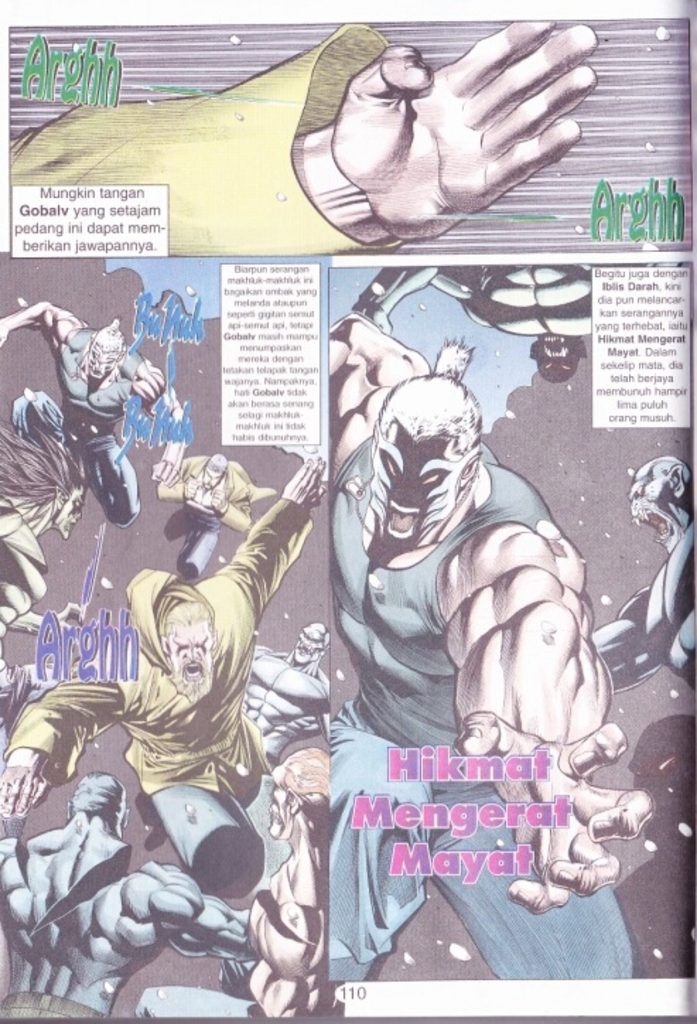 Arghh
Mungkin tangan
Gobalv yang setajam
pedang ini dapat mem-
berikan jawapannya.
Arghh
Biarpun serangan
makhluk-makhluk ini
bagaikan ombak yang
melanda ataupun
seperti gigitan semut
api-semut api, tetapi
Gobalv masih mampu
menumpaskan
mereka dengan
tetakan telapak tangan
wajanya. Nampaknya,
hati Gobalv tidak
akan berasa senang
selagi makhluk-
makhluk ini tidak
habis dibunuhnya.
Arghh
Begitu juga dengan
Iblis Darah, kini
dia pun melancar-
kan serangannya
yang terhebat, iaitu
Hikmat Mengerat
Mayat. Dalam
sekelip mata, dia
telah berjaya
membunuh hampir
lima puluh
orang musuh.
Hikmat
Mengerat
Mayat
110